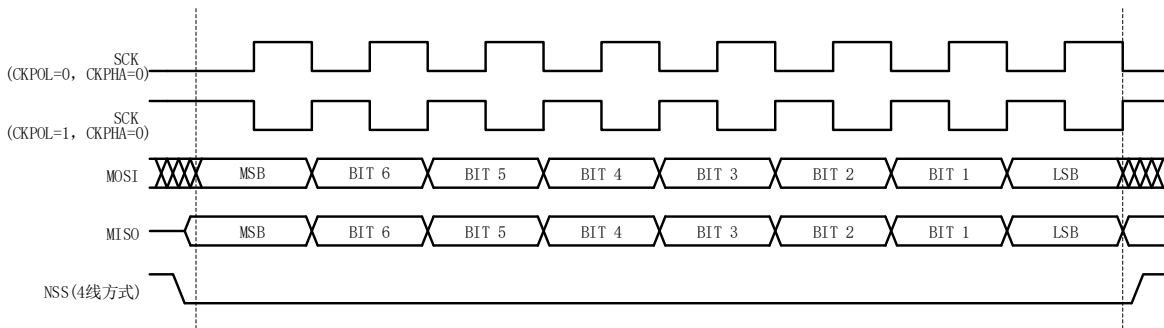 SCK
(CKPOL=0，CKPHA=0)
SCK
(CKPOL=1，CKPHA=0)
MOSI MSB BIT 6 BIT 5 BIT 4 BIT 3 BIT 2 BIT 1 LSB
MISO MSB BIT 6 BIT 5 BIT 4 BIT 3 BIT 2 BIT 1 LSB
NSS(4线方式)